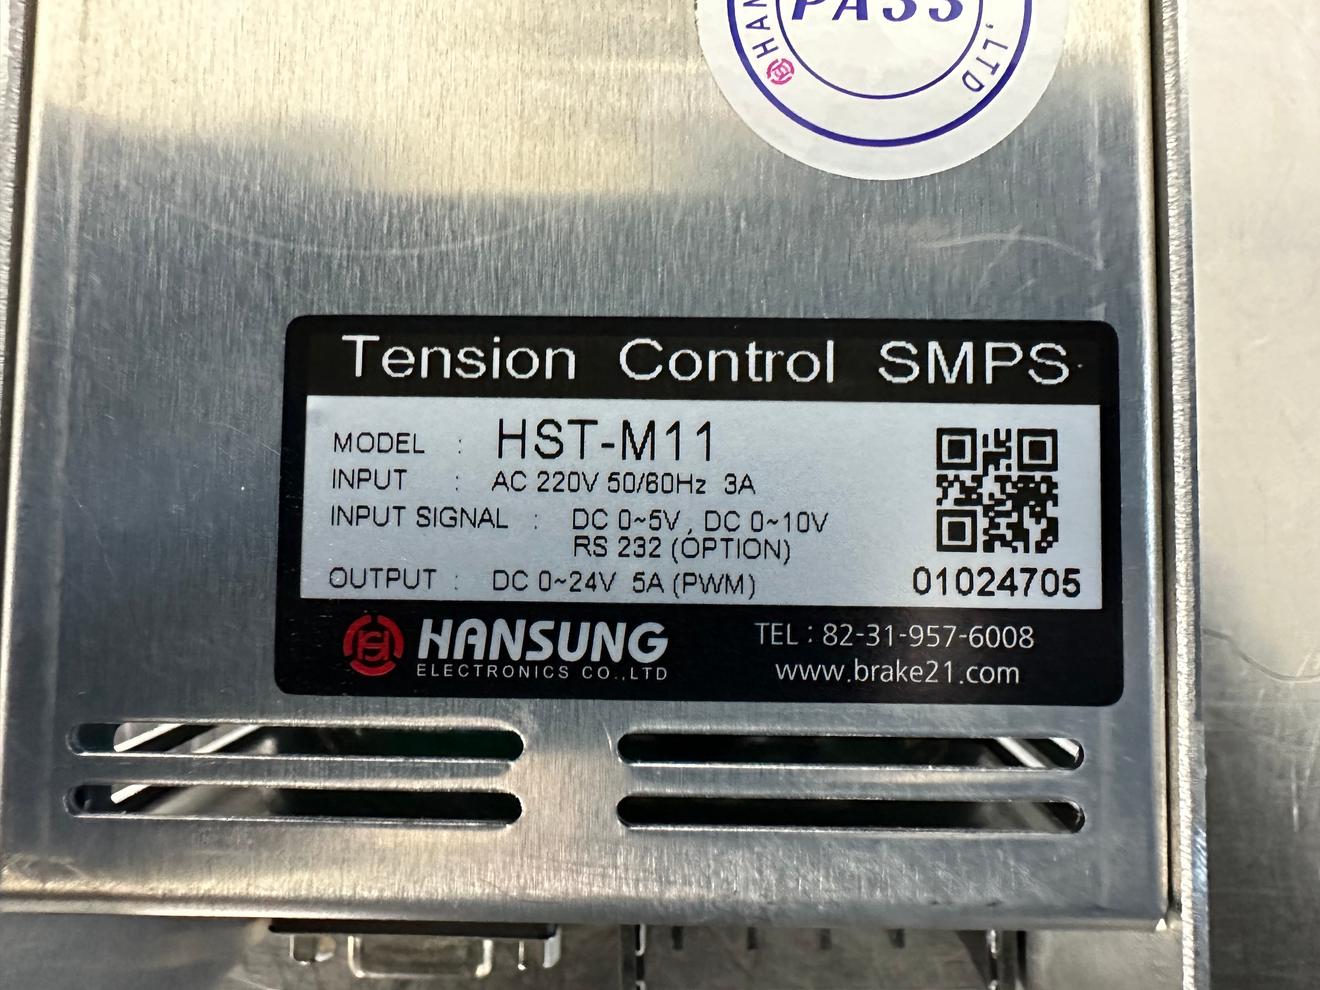 PASS
,LTD
Tension Control SMPS
MODEL : HST-M11
INPUT : AC 220V 50/60Hz 3A
INPUT SIGNAL : DC 0~5V , DC 0~10V
RS 232 (OPTION)
OUTPUT : DC 0~24V 5A (PWM)
01024705
HANSUNG
ELECTRONICS CO.,LTD
TEL : 82-31-957-6008
www.brake21.com